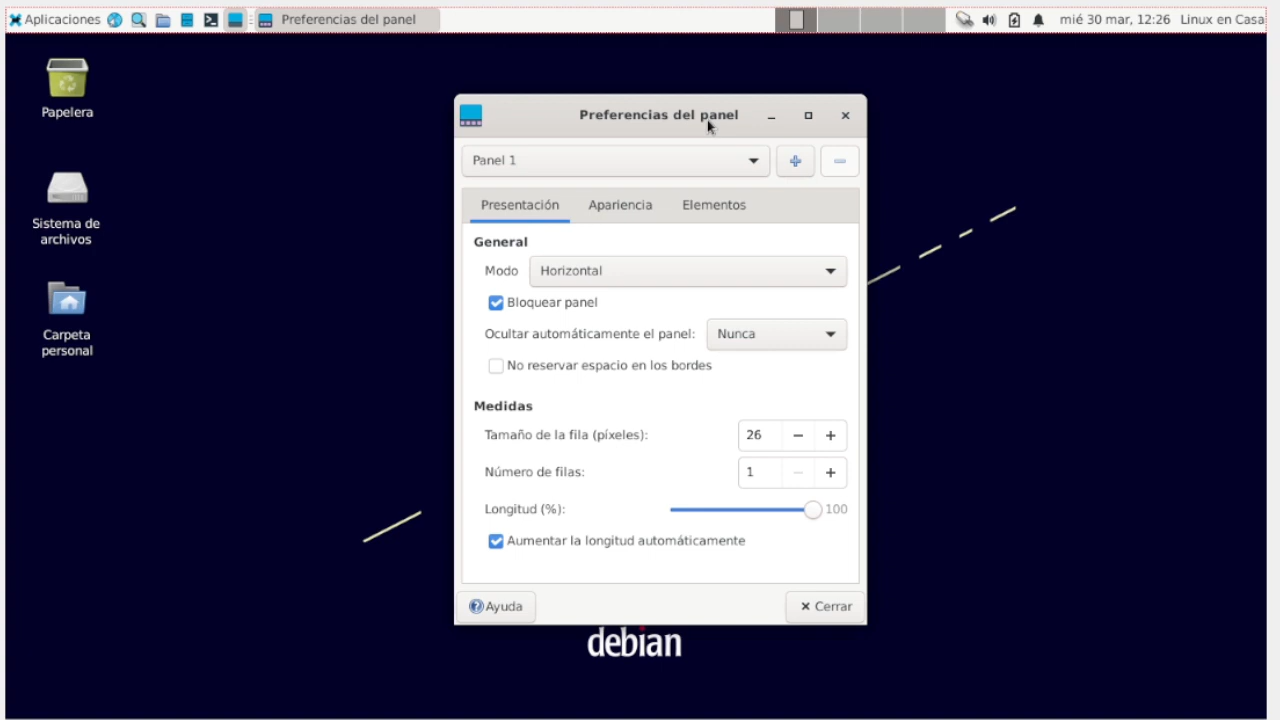 Aplicaciones
Preferencias del panel
mié 30 mar, 12:26
Linux en Casa
Papelera
Sistema de
archivos
Carpeta
personal
Preferencias del panel
Panel 1
Presentación
Apariencia
Elementos
General
Modo
Horizontal
Bloquear panel
Ocultar automáticamente el panel:
Nunca
No reservar espacio en los bordes
Medidas
Tamaño de la fila (píxeles):
26
Número de filas:
1
Longitud (%):
100
Aumentar la longitud automáticamente
Ayuda
Cerrar
debian